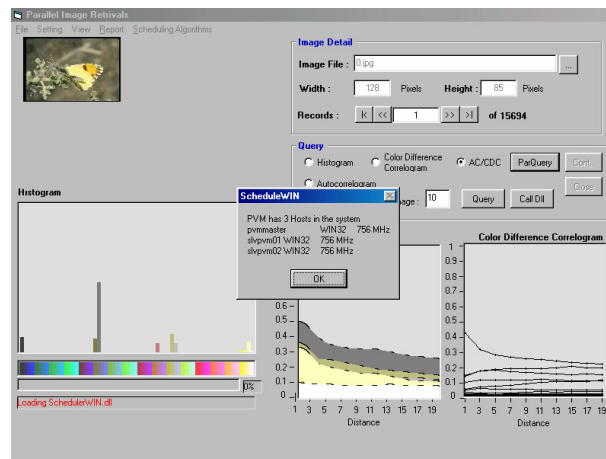 Parallel Image Retrivals
File Setting View Report Scheduling Algorithms
Image Detail
Image File : 0.jpg ...
Width : 128 Pixels Height : 85 Pixels
Records : |< << 1 >> >| of 15694
Query
Histogram Color Difference Correlogram AC/CDC ParQuery Cont.
Autocorrelogram Close
age : 10 Query Call Dll
Histogram
ScheduleWIN
PVM has 3 Hosts in the system
pvmmaster WIN32 756 MHz
slvpvm01 WIN32 756 MHz
slvpvm02 WIN32 756 MHz
OK
0%
Loading SchedulerWIN.dll
0.6
0.5
0.4
0.3
0.2
0.1
0
1 3 5 7 9 11 13 15 17 19
Distance
Color Difference Correlogram
1
0.9
0.8
0.7
0.6
0.5
0.4
0.3
0.2
0.1
0
1 3 5 7 9 11 13 15 17 19
Distance